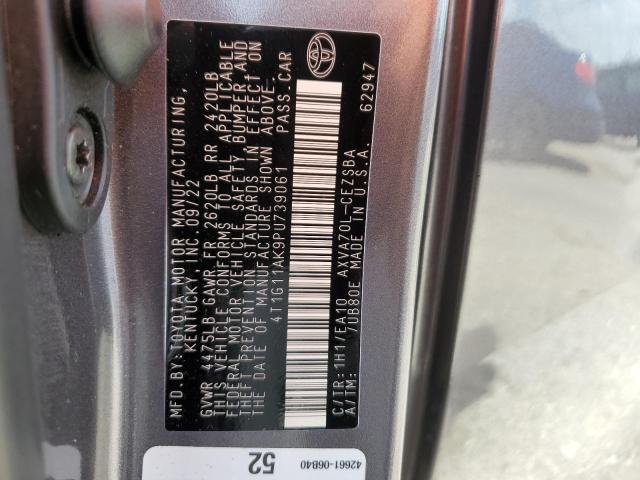 MFD.BY:TOYOTA MOTOR MANUFACTURING,
KENTUCKY, INC. 09/22
GVWR 4475LB GAWR FR 2620LB RR 2420LB
THIS VEHICLE CONFORMS TO ALL APPLICABLE
FEDERAL MOTOR VEHICLE SAFETY, BUMPER, AND
THEFT PREVENTION STANDARDS IN EFFECT ON
THE DATE OF MANUFACTURE SHOWN ABOVE.
4T1G11AK9PU739061 PASS.CAR
C/TR: 1H1/EA10 AXVA70L-CEZSBA
A/TM: /UB80E MADE IN U.S.A. 62947
42661-06B40
52